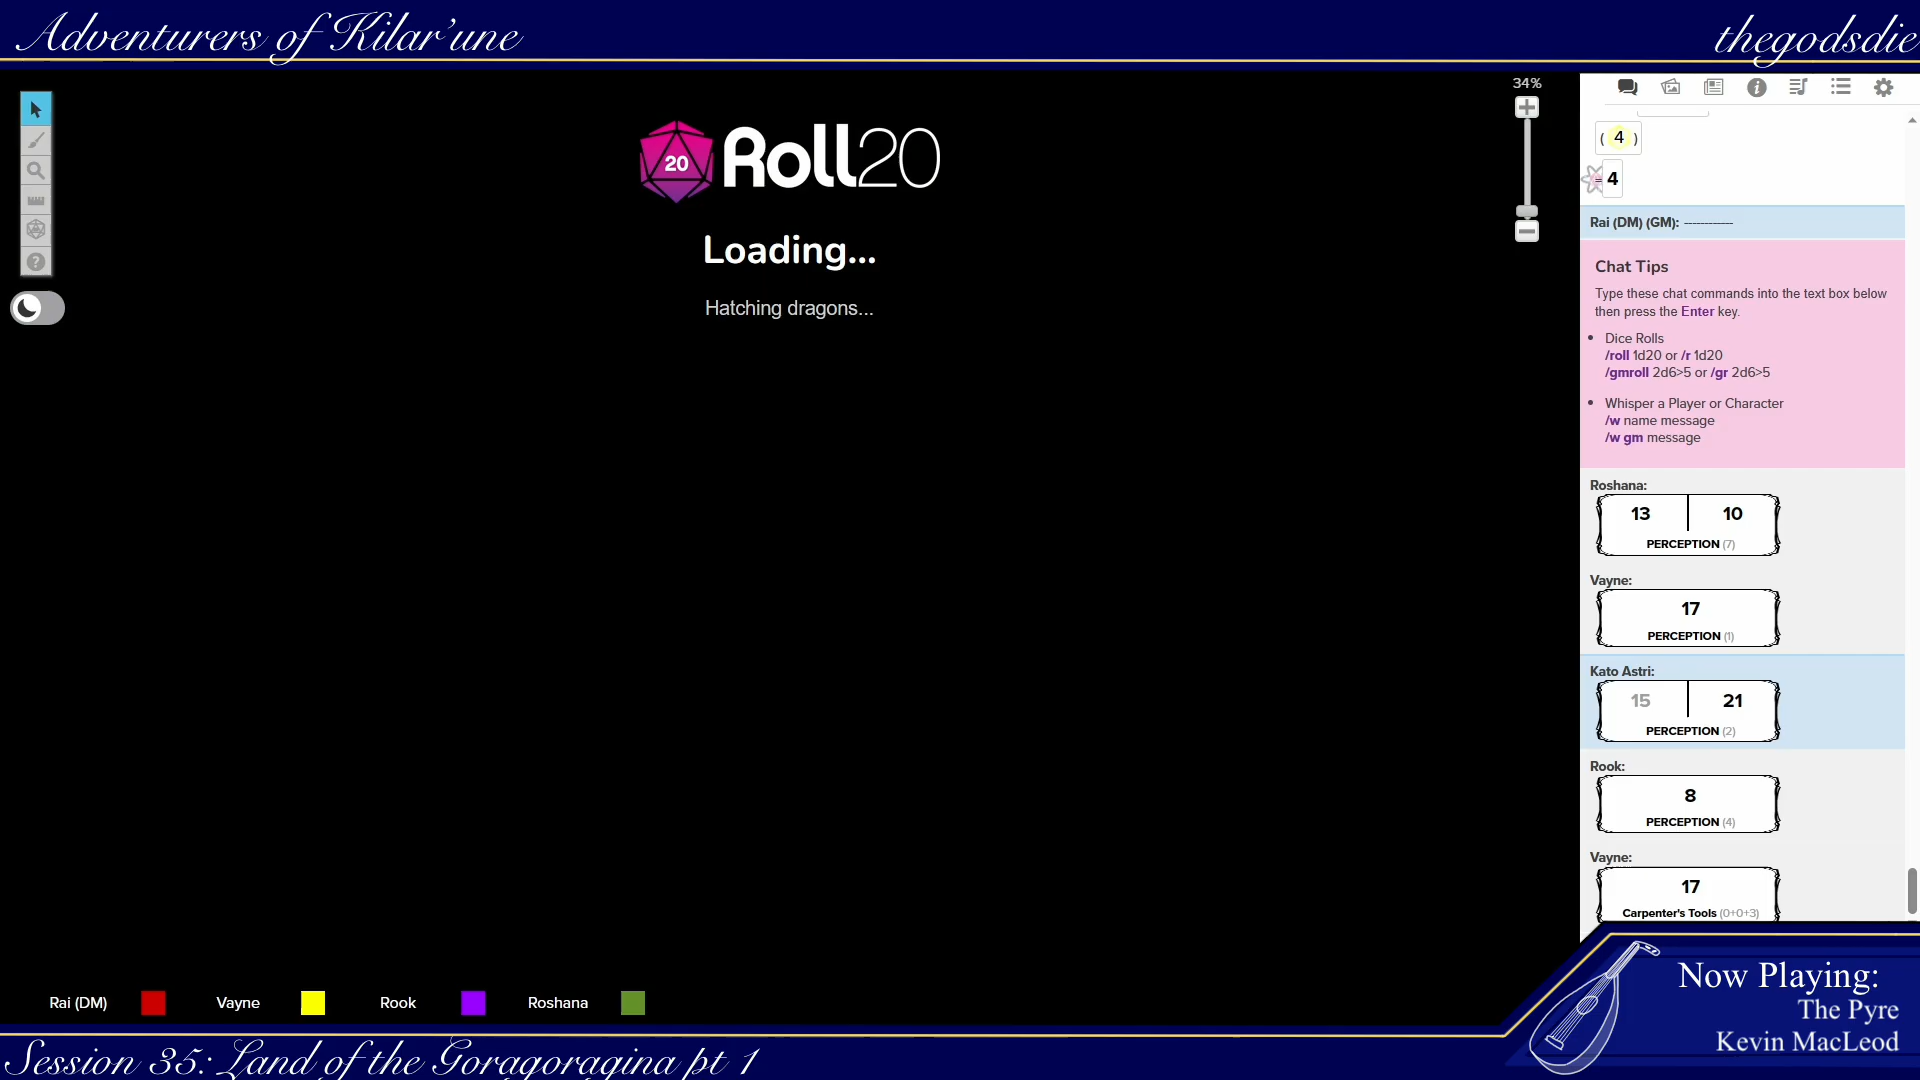 Adventurers of Kilar'une
thegodsdie
34%
20 Roll20
Loading...
Hatching dragons...
( 4 )
= 4
Rai (DM) (GM): ------------
Chat Tips
Type these chat commands into the text box below
then press the Enter key.
Dice Rolls
/roll 1d20 or /r 1d20
/gmroll 2d6>5 or /gr 2d6>5
Whisper a Player or Character
/w name message
/w gm message
Roshana:
13 10
PERCEPTION (7)
Vayne:
17
PERCEPTION (1)
Kato Astri:
15 21
PERCEPTION (2)
Rook:
8
PERCEPTION (4)
Vayne:
17
Carpenter's Tools (0+0+3)
Rai (DM) Vayne Rook Roshana
Now Playing:
The Pyre
Kevin MacLeod
Session 35: Land of the Goragoragina pt 1